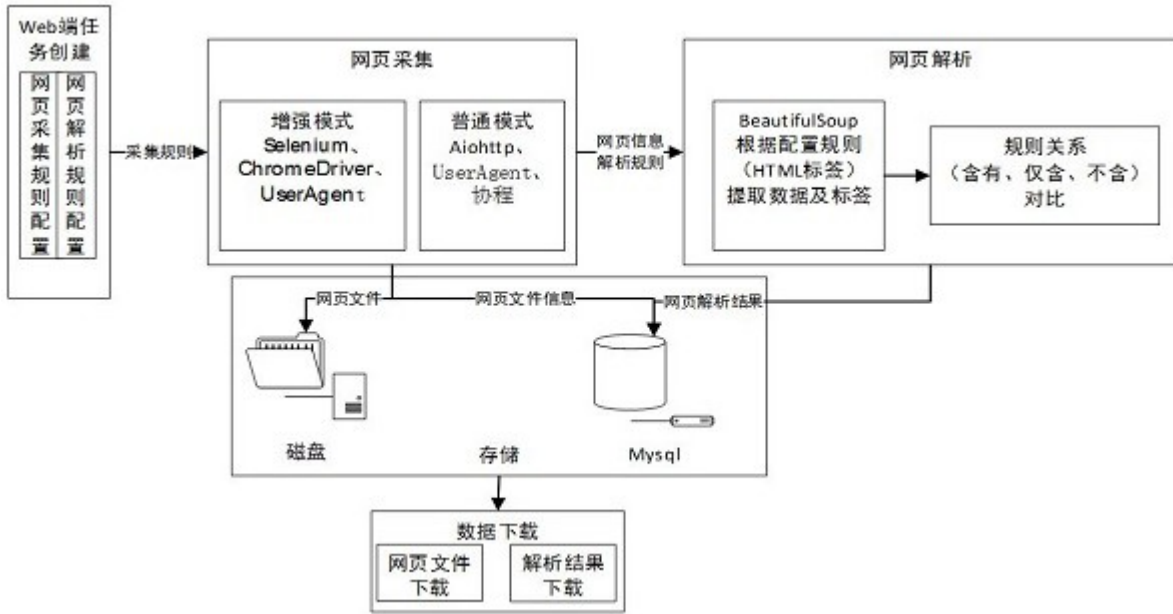 Web端任
务创建
网页采集规则配置
网页解析规则配置
采集规则
网页采集
增强模式
Selenium、
ChromeDriver、
UserAgent
普通模式
Aiohttp、
UserAgent、
协程
网页信息
解析规则
网页解析
BeautifulSoup
根据配置规则
（HTML标签）
提取数据及标签
规则关系
（含有、仅含、不含）
对比
网页文件
网页文件信息
网页解析结果
磁盘
存储
Mysql
数据下载
网页文件
下载
解析结果
下载